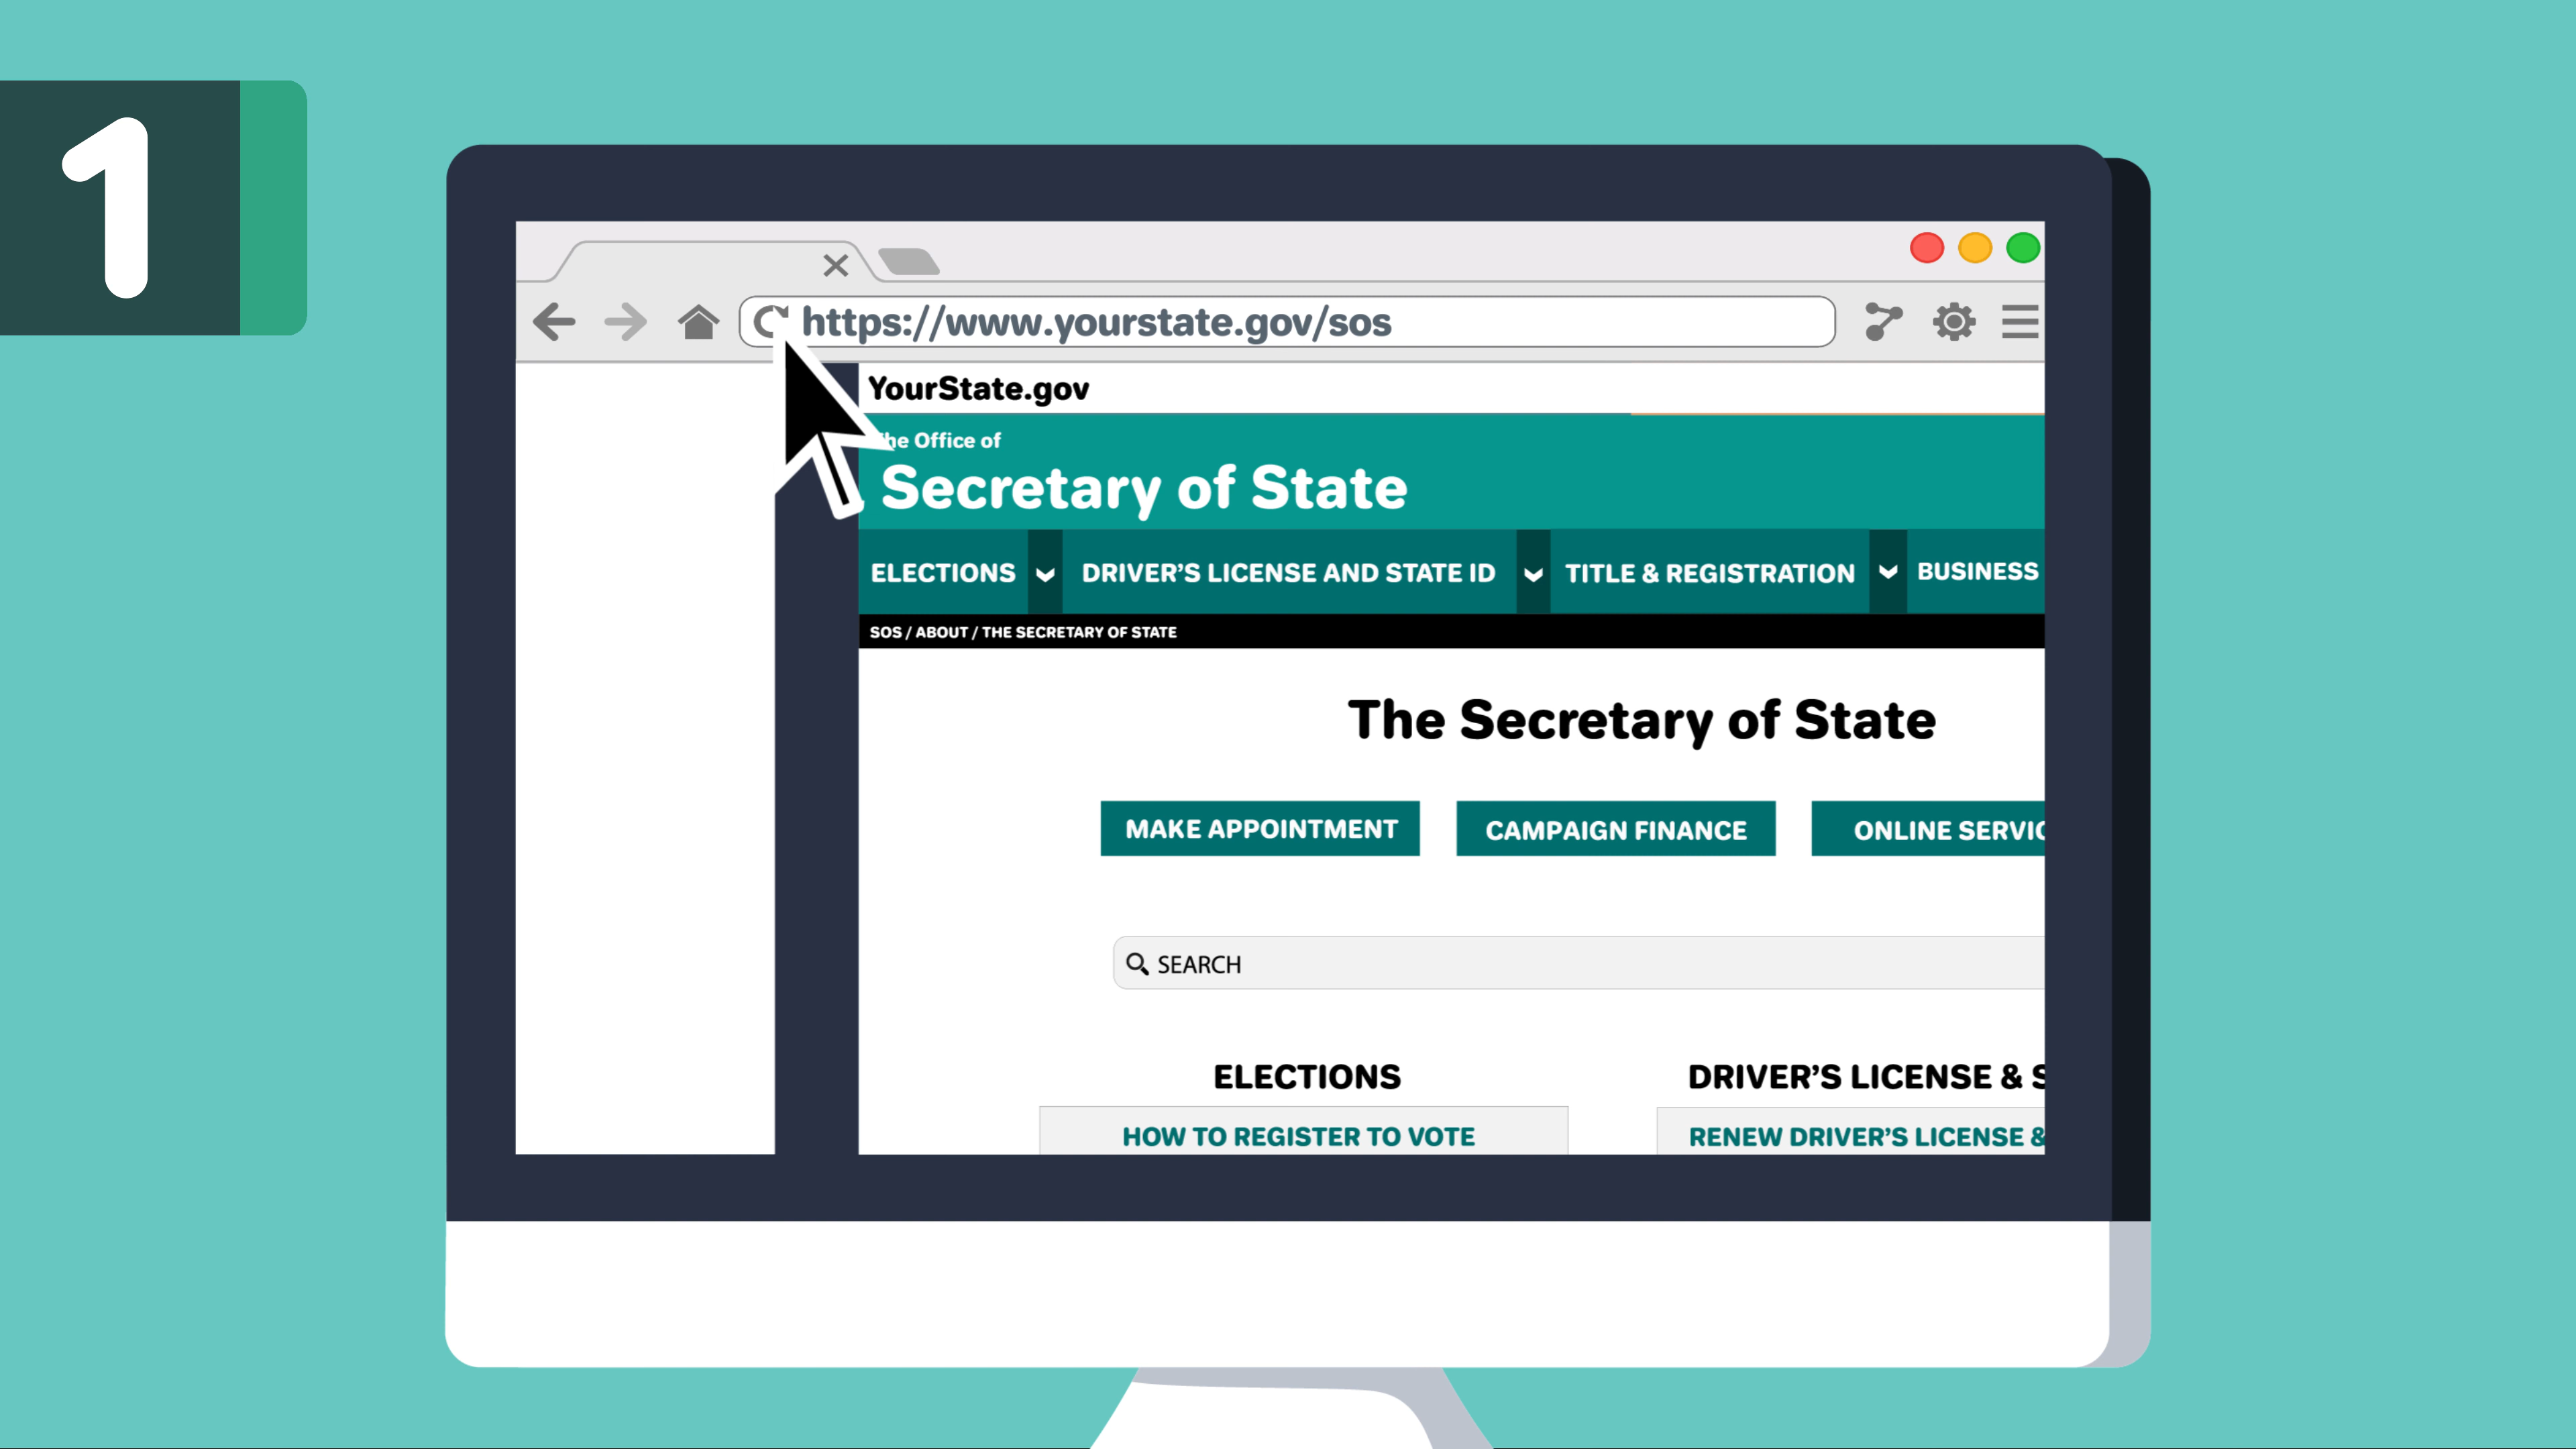 1
https://www.yourstate.gov/sos
YourState.gov
The Office of
Secretary of State
ELECTIONS DRIVER'S LICENSE AND STATE ID TITLE & REGISTRATION BUSINESS
SOS / ABOUT / THE SECRETARY OF STATE
The Secretary of State
MAKE APPOINTMENT CAMPAIGN FINANCE ONLINE SERVIC
SEARCH
ELECTIONS DRIVER'S LICENSE & S
HOW TO REGISTER TO VOTE RENEW DRIVER'S LICENSE &